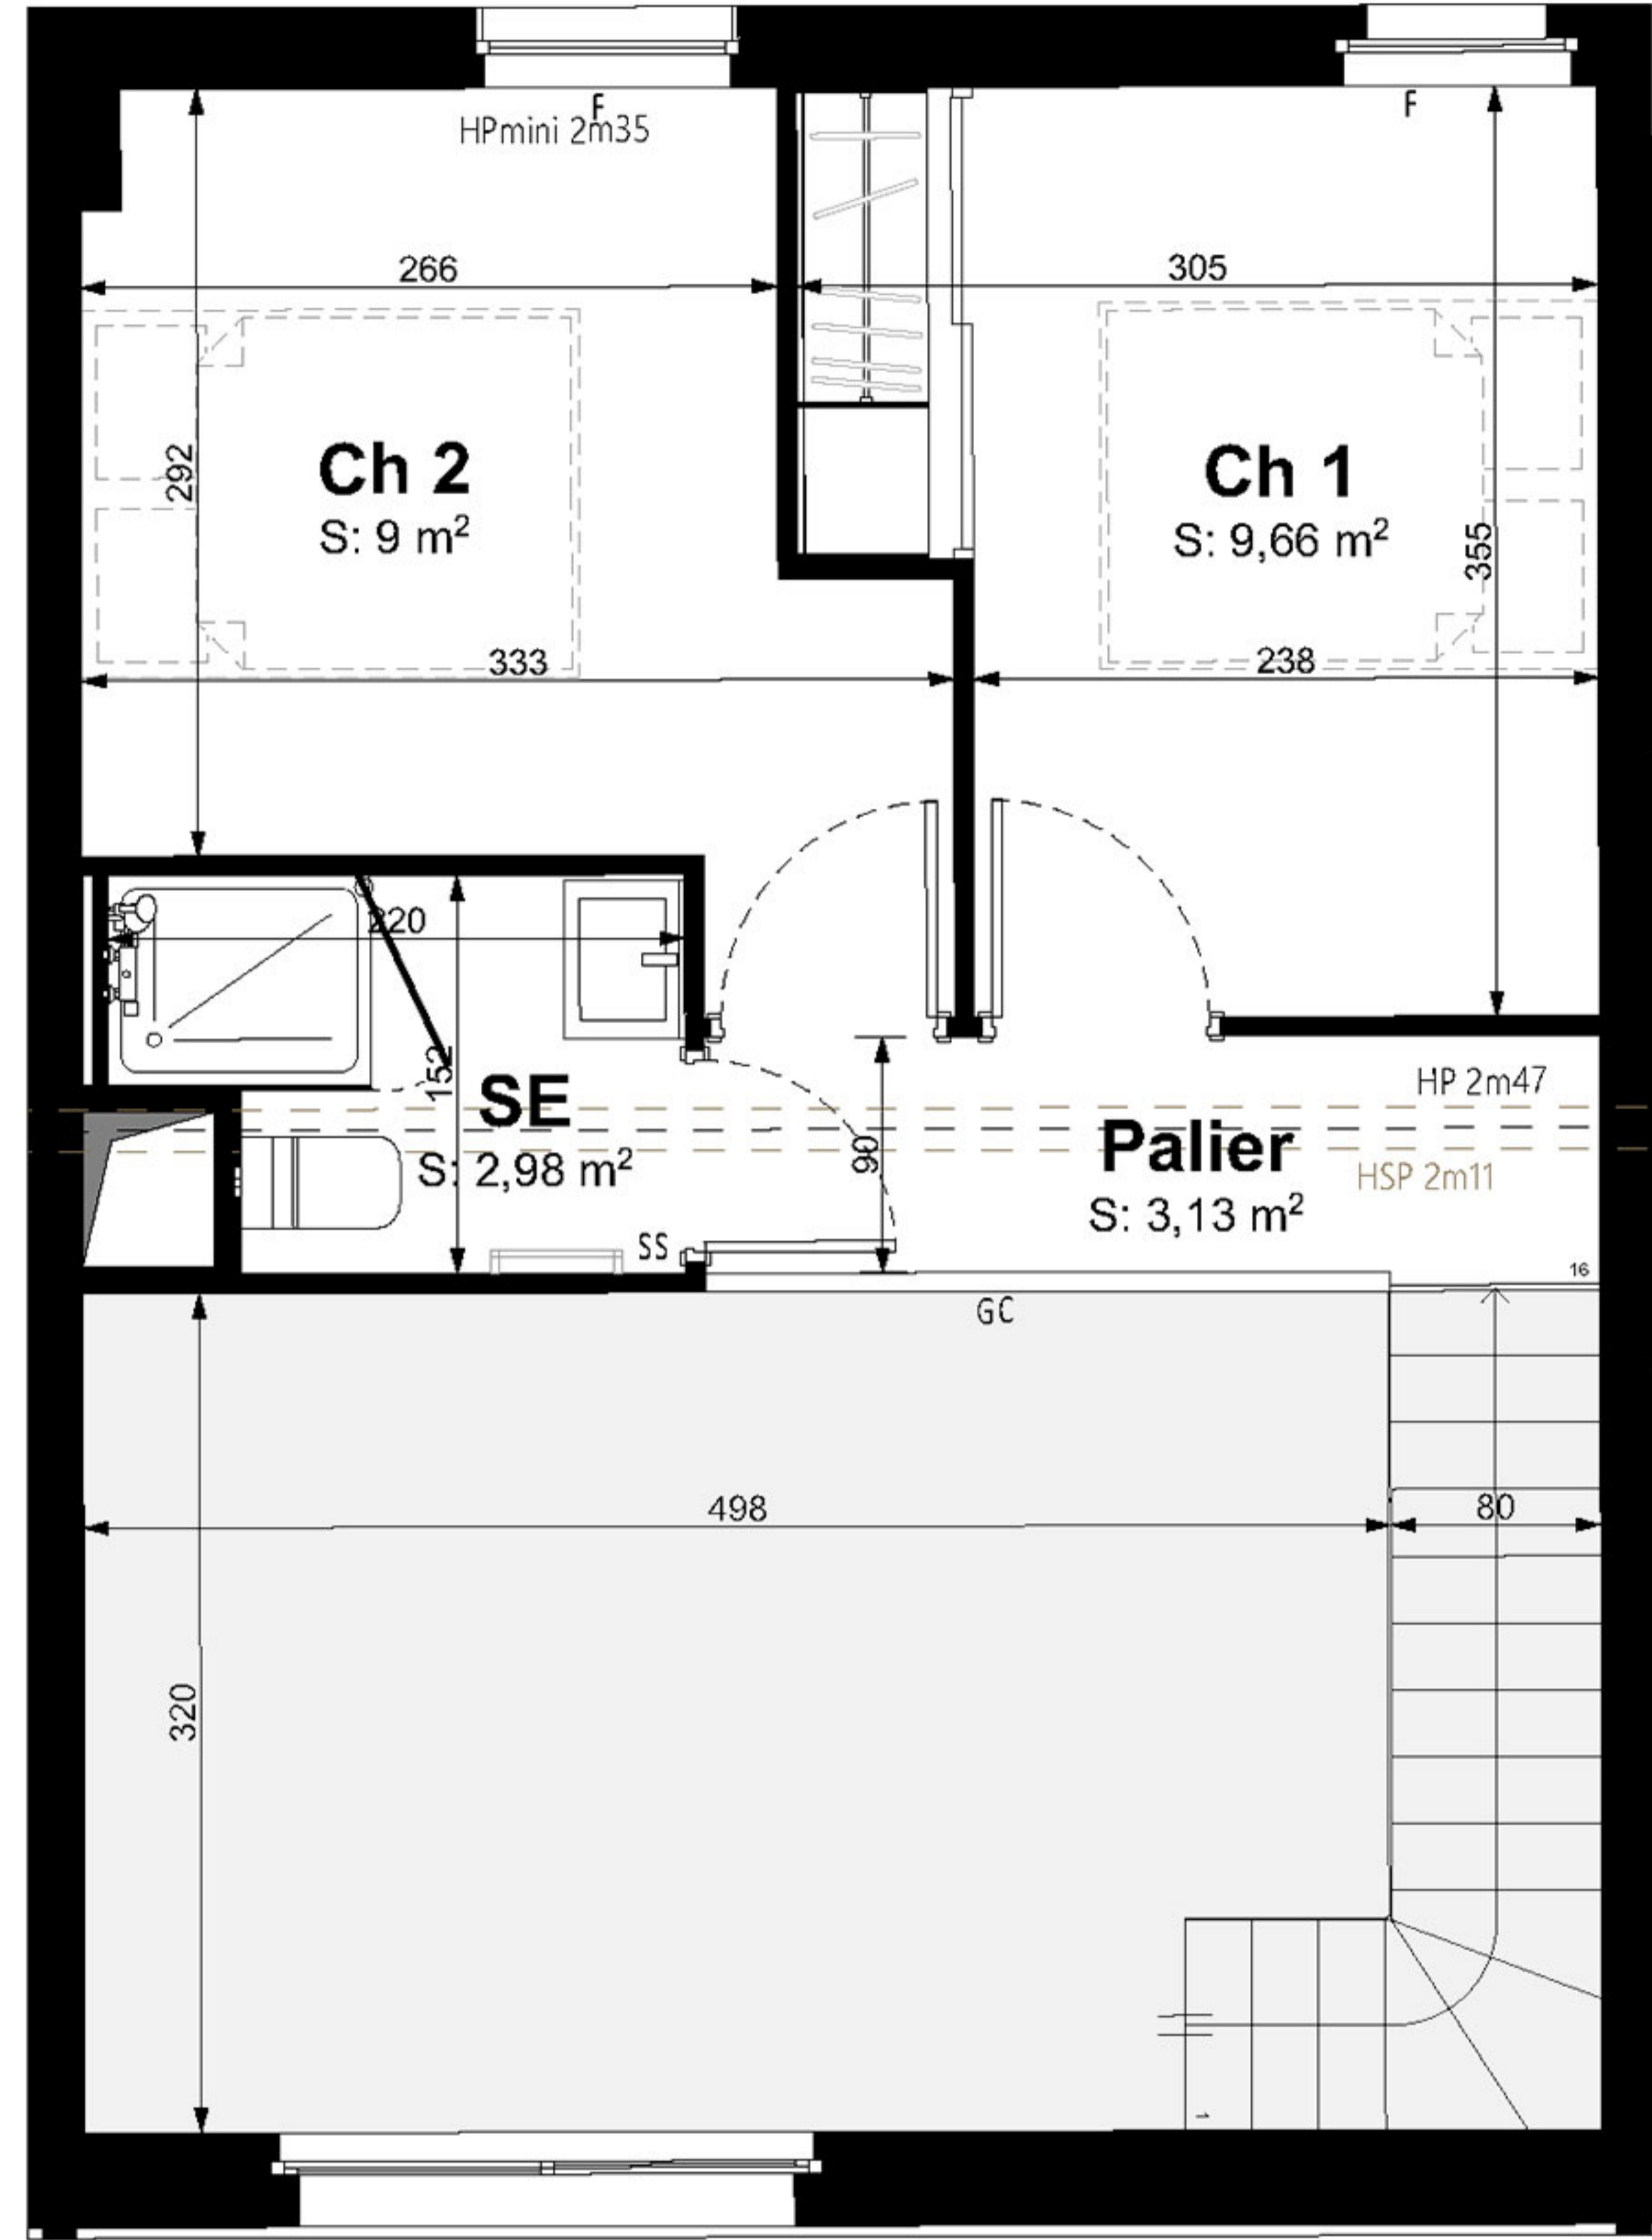 F
F
HPmini 2m35
266
305
Ch 2
S: 9 m²
292
Ch 1
S: 9,66 m²
355
333
238
220
152
SE
S: 2,98 m²
SS
90
Palier
S: 3,13 m²
HP 2m47
HSP 2m11
16
GC
498
80
320
1